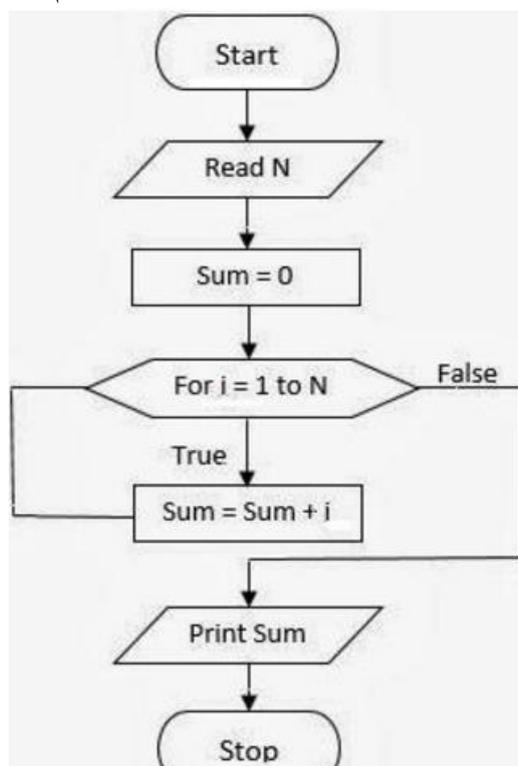 Start
Read N
Sum = 0
For i = 1 to N
False
True
Sum = Sum + i
Print Sum
Stop